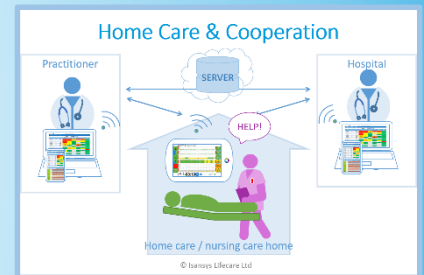 Home Care & Cooperation
Practitioner
SERVER
Hospital
HELP!
Home care / nursing care home
© Isansys Lifecare Ltd